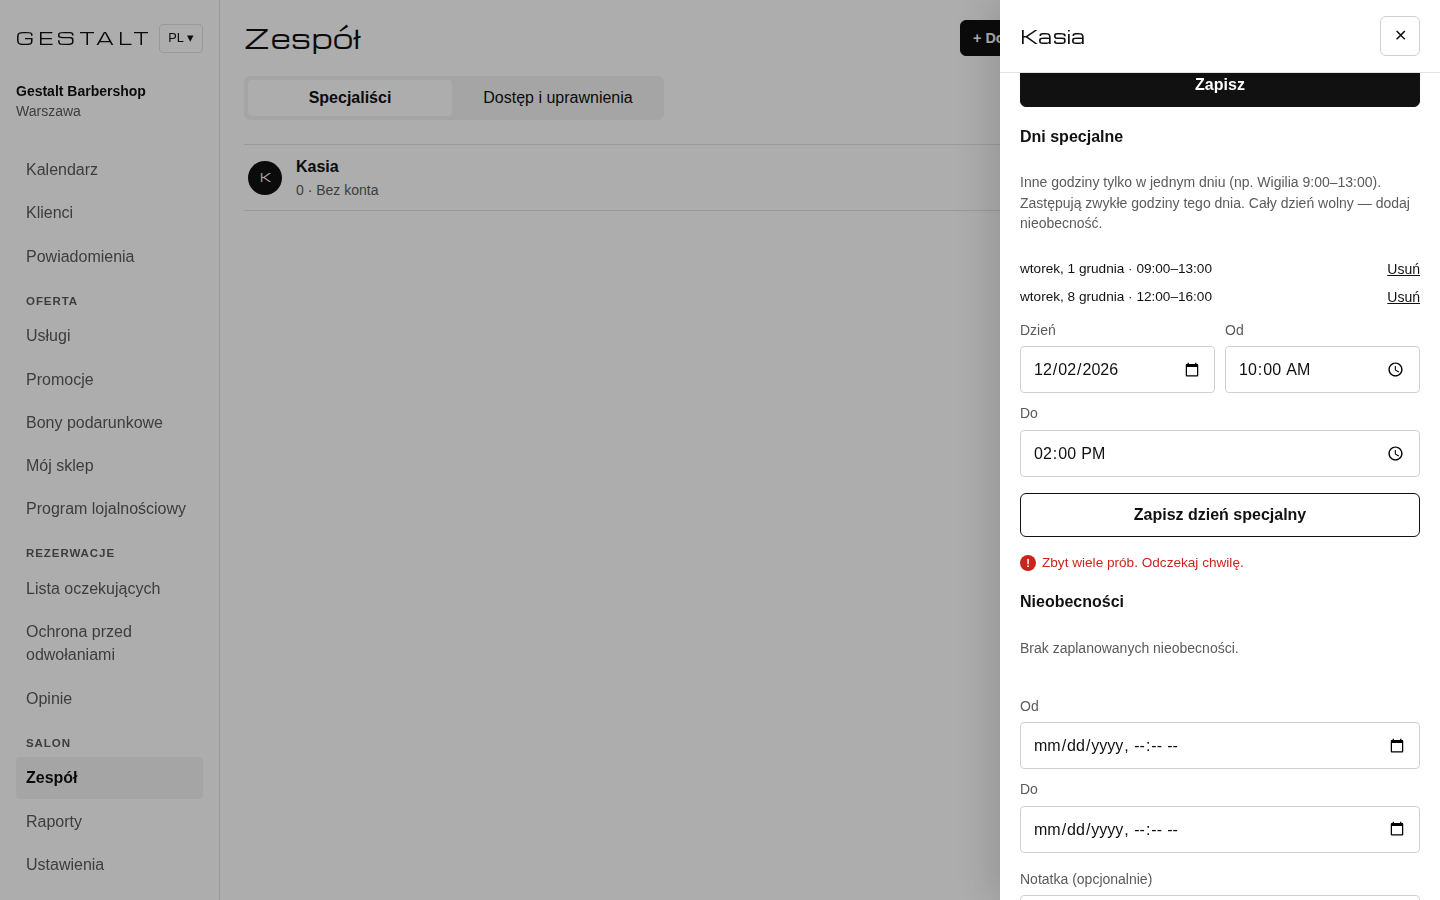 GESTALT
PL ▾
Gestalt Barbershop
Warszawa
Kalendarz
Klienci
Powiadomienia
OFERTA
Usługi
Promocje
Bony podarunkowe
Mój sklep
Program lojalnościowy
REZERWACJE
Lista oczekujących
Ochrona przed
odwołaniami
Opinie
SALON
Zespół
Raporty
Ustawienia
Zespół
Specjaliści
Dostęp i uprawnienia
K
Kasia
0 · Bez konta
Kasia
✕
Zapisz
Dni specjalne
Inne godziny tylko w jednym dniu (np. Wigilia 9:00–13:00).
Zastępują zwykłe godziny tego dnia. Cały dzień wolny — dodaj
nieobecność.
wtorek, 1 grudnia · 09:00–13:00 Usuń
wtorek, 8 grudnia · 12:00–16:00 Usuń
Dzień Od
12/02/2026 10:00 AM
Do
02:00 PM
Zapisz dzień specjalny
! Zbyt wiele prób. Odczekaj chwilę.
Nieobecności
Brak zaplanowanych nieobecności.
Od
mm/dd/yyyy, --:-- --
Do
mm/dd/yyyy, --:-- --
Notatka (opcjonalnie)